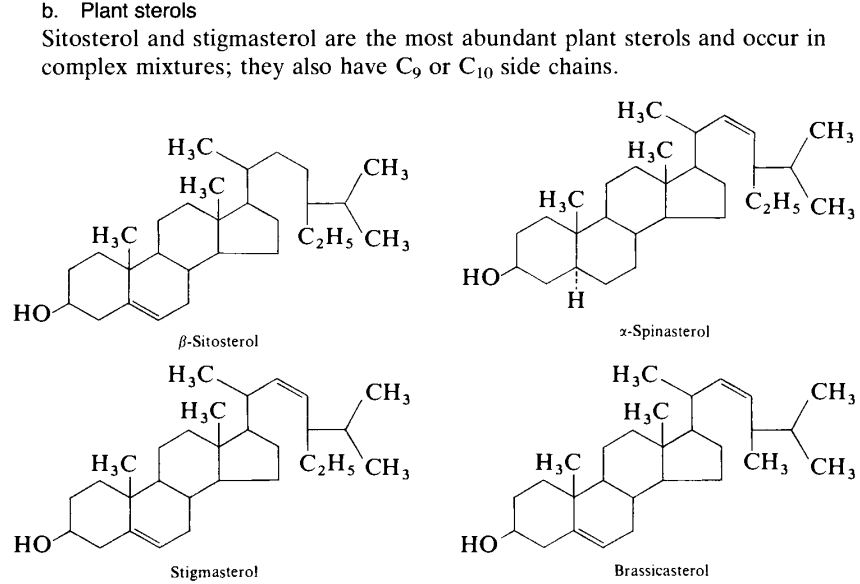 b. Plant sterols
Sitosterol and stigmasterol are the most abundant plant sterols and occur in
complex mixtures; they also have C₉ or C₁₀ side chains.
H₃C
CH₃
H₃C
H₃C
C₂H₅ CH₃
HO
β-Sitosterol
H₃C
CH₃
H₃C
H₃C
C₂H₅ CH₃
HO
H
α-Spinasterol
H₃C
CH₃
H₃C
H₃C
C₂H₅ CH₃
HO
Stigmasterol
H₃C
CH₃
H₃C
H₃C
CH₃ CH₃
HO
Brassicasterol